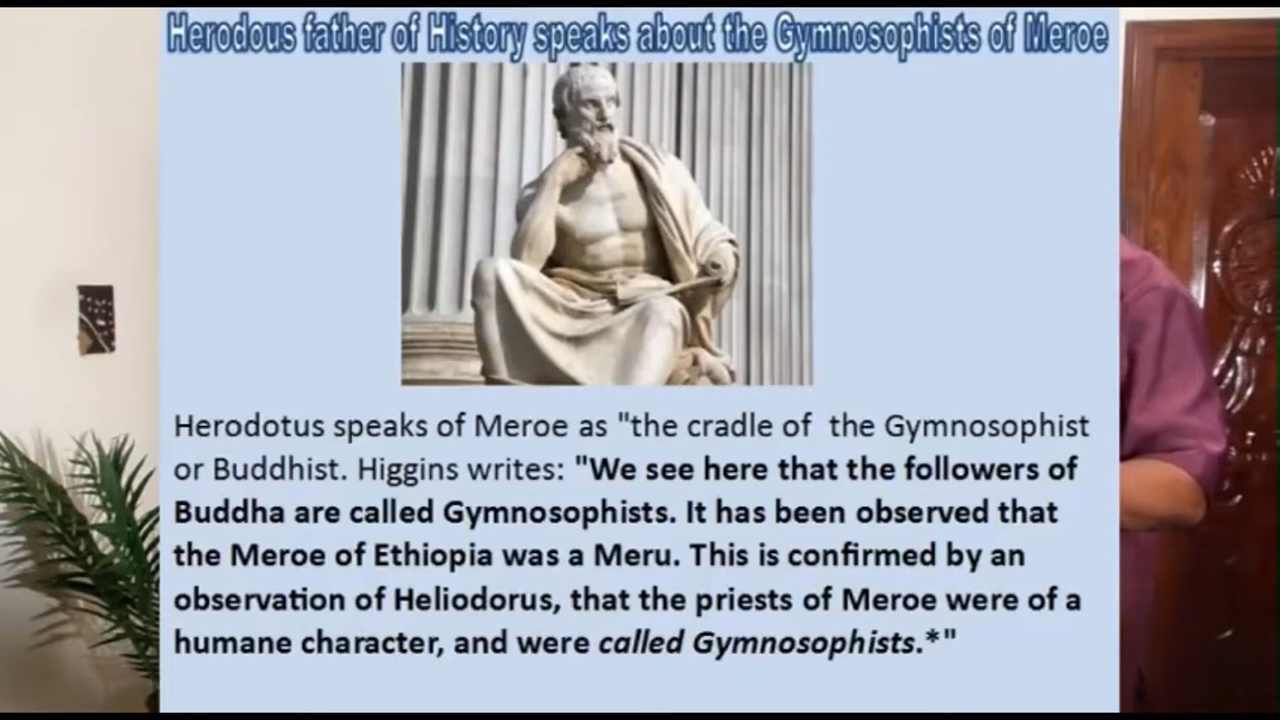 Herodous father of History speaks about the Gymnosophists of Meroe
Herodotus speaks of Meroe as "the cradle of the Gymnosophist
or Buddhist. Higgins writes: "We see here that the followers of
Buddha are called Gymnosophists. It has been observed that
the Meroe of Ethiopia was a Meru. This is confirmed by an
observation of Heliodorus, that the priests of Meroe were of a
humane character, and were called Gymnosophists.*"